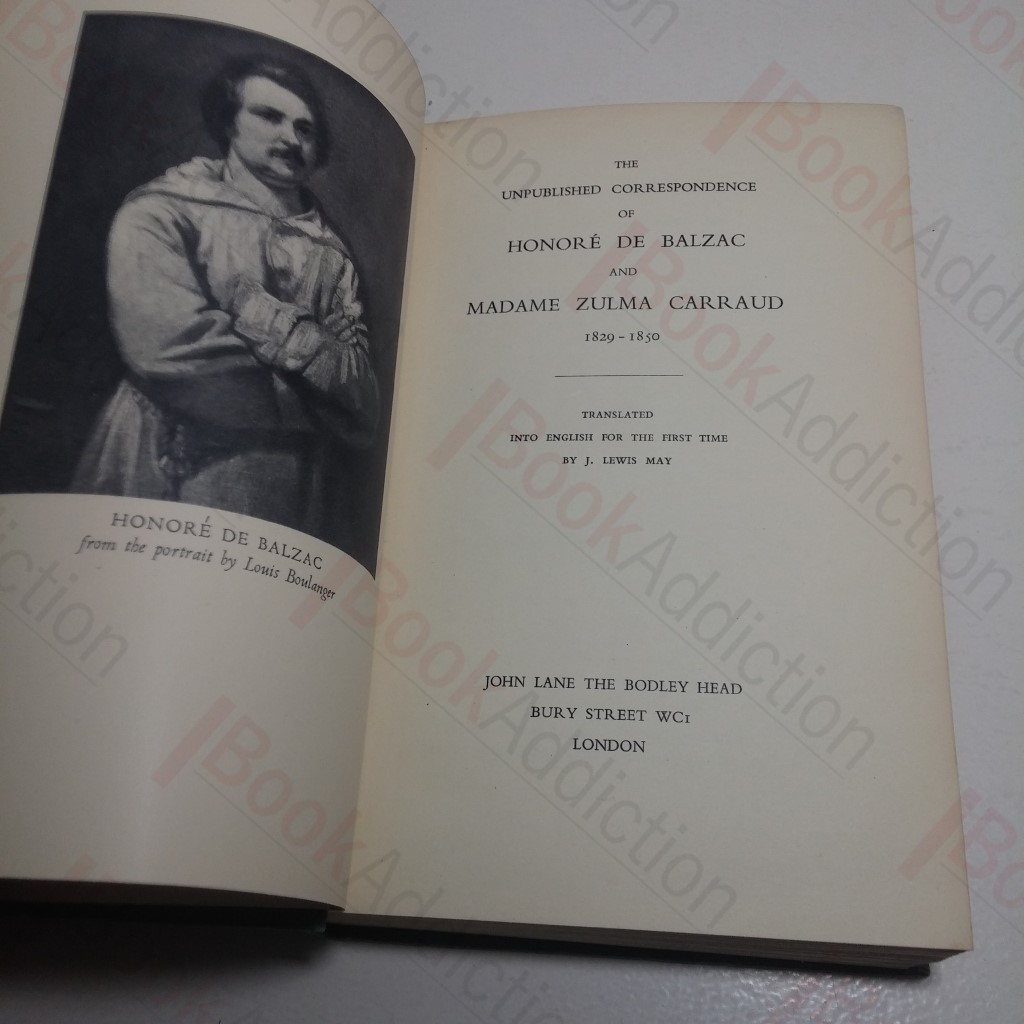 HONORÉ DE BALZAC
from the portrait by Louis Boulanger
THE
UNPUBLISHED CORRESPONDENCE
OF
HONORÉ DE BALZAC
AND
MADAME ZULMA CARRAUD
1829-1850
TRANSLATED
INTO ENGLISH FOR THE FIRST TIME
BY J. LEWIS MAY
JOHN LANE THE BODLEY HEAD
BURY STREET WC1
LONDON
BookAddiction